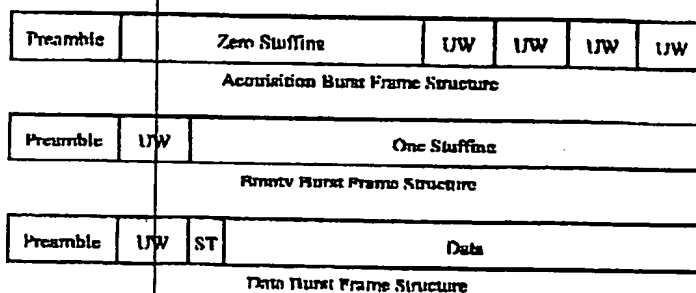 Preamble Zero Stuffing UW UW UW UW
Acquisition Burst Frame Structure
Preamble UW One Stuffing
Empty Burst Frame Structure
Preamble UW ST Data
Data Burst Frame Structure